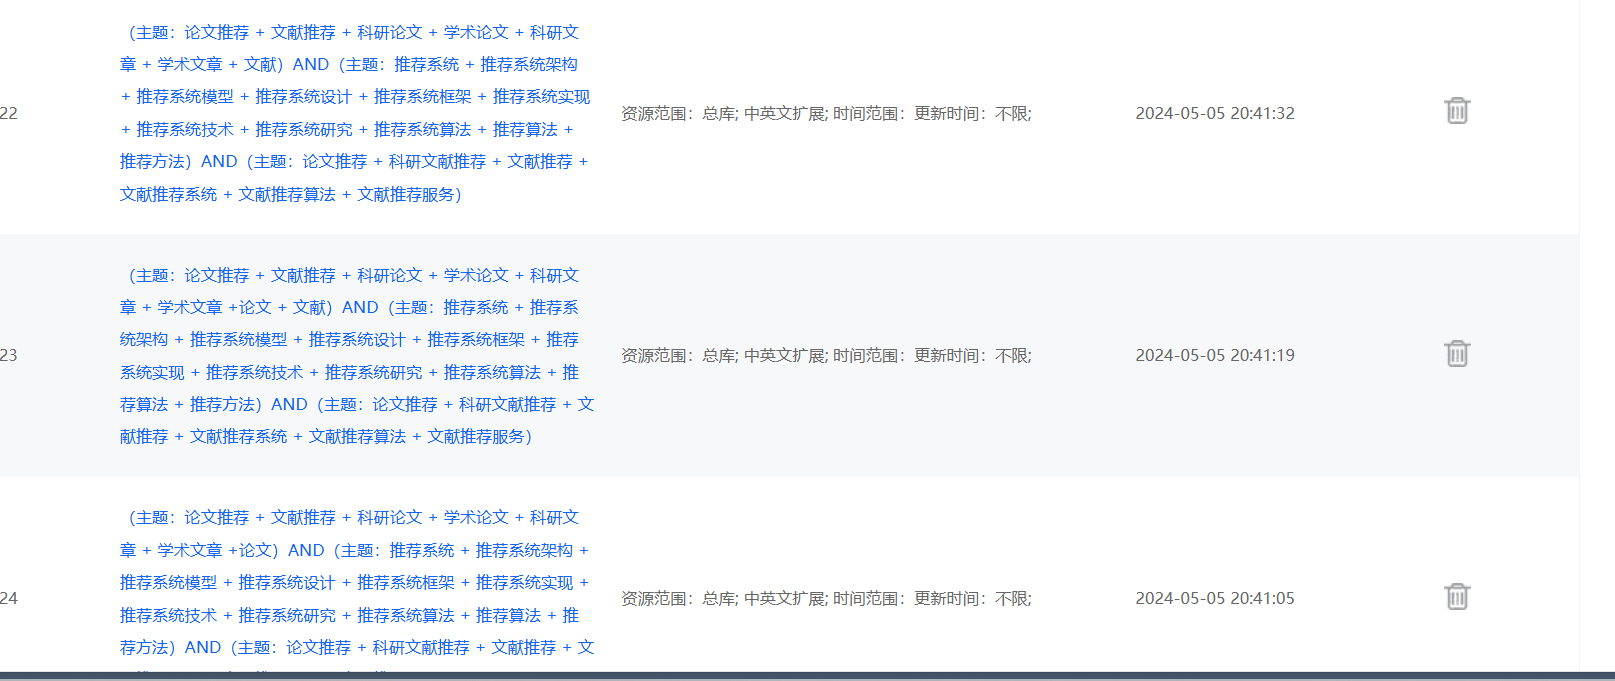 （主题：论文推荐 + 文献推荐 + 科研论文 + 学术论文 + 科研文
章 + 学术文章 + 文献）AND（主题：推荐系统 + 推荐系统架构
+ 推荐系统模型 + 推荐系统设计 + 推荐系统框架 + 推荐系统实现
+ 推荐系统技术 + 推荐系统研究 + 推荐系统算法 + 推荐算法 +
推荐方法）AND（主题：论文推荐 + 科研文献推荐 + 文献推荐 +
文献推荐系统 + 文献推荐算法 + 文献推荐服务）
22
资源范围：总库; 中英文扩展; 时间范围：更新时间：不限;
2024-05-05 20:41:32
（主题：论文推荐 + 文献推荐 + 科研论文 + 学术论文 + 科研文
章 + 学术文章 +论文 + 文献）AND（主题：推荐系统 + 推荐系
统架构 + 推荐系统模型 + 推荐系统设计 + 推荐系统框架 + 推荐
系统实现 + 推荐系统技术 + 推荐系统研究 + 推荐系统算法 + 推
荐算法 + 推荐方法）AND（主题：论文推荐 + 科研文献推荐 + 文
献推荐 + 文献推荐系统 + 文献推荐算法 + 文献推荐服务）
23
资源范围：总库; 中英文扩展; 时间范围：更新时间：不限;
2024-05-05 20:41:19
（主题：论文推荐 + 文献推荐 + 科研论文 + 学术论文 + 科研文
章 + 学术文章 +论文）AND（主题：推荐系统 + 推荐系统架构 +
推荐系统模型 + 推荐系统设计 + 推荐系统框架 + 推荐系统实现 +
推荐系统技术 + 推荐系统研究 + 推荐系统算法 + 推荐算法 + 推
荐方法）AND（主题：论文推荐 + 科研文献推荐 + 文献推荐 + 文
24
资源范围：总库; 中英文扩展; 时间范围：更新时间：不限;
2024-05-05 20:41:05